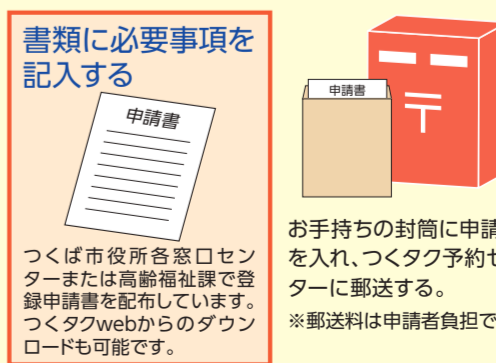 書類に必要事項を
記入する
申請書
つくば市役所各窓口セン
ターまたは高齢福祉課で登
録申請書を配布しています。
つくタクwebからのダウン
ロードも可能です。
申請書
〒
お手持ちの封筒に申請
を入れ、つくタク予約セ
ターに郵送する。
※郵送料は申請者負担で